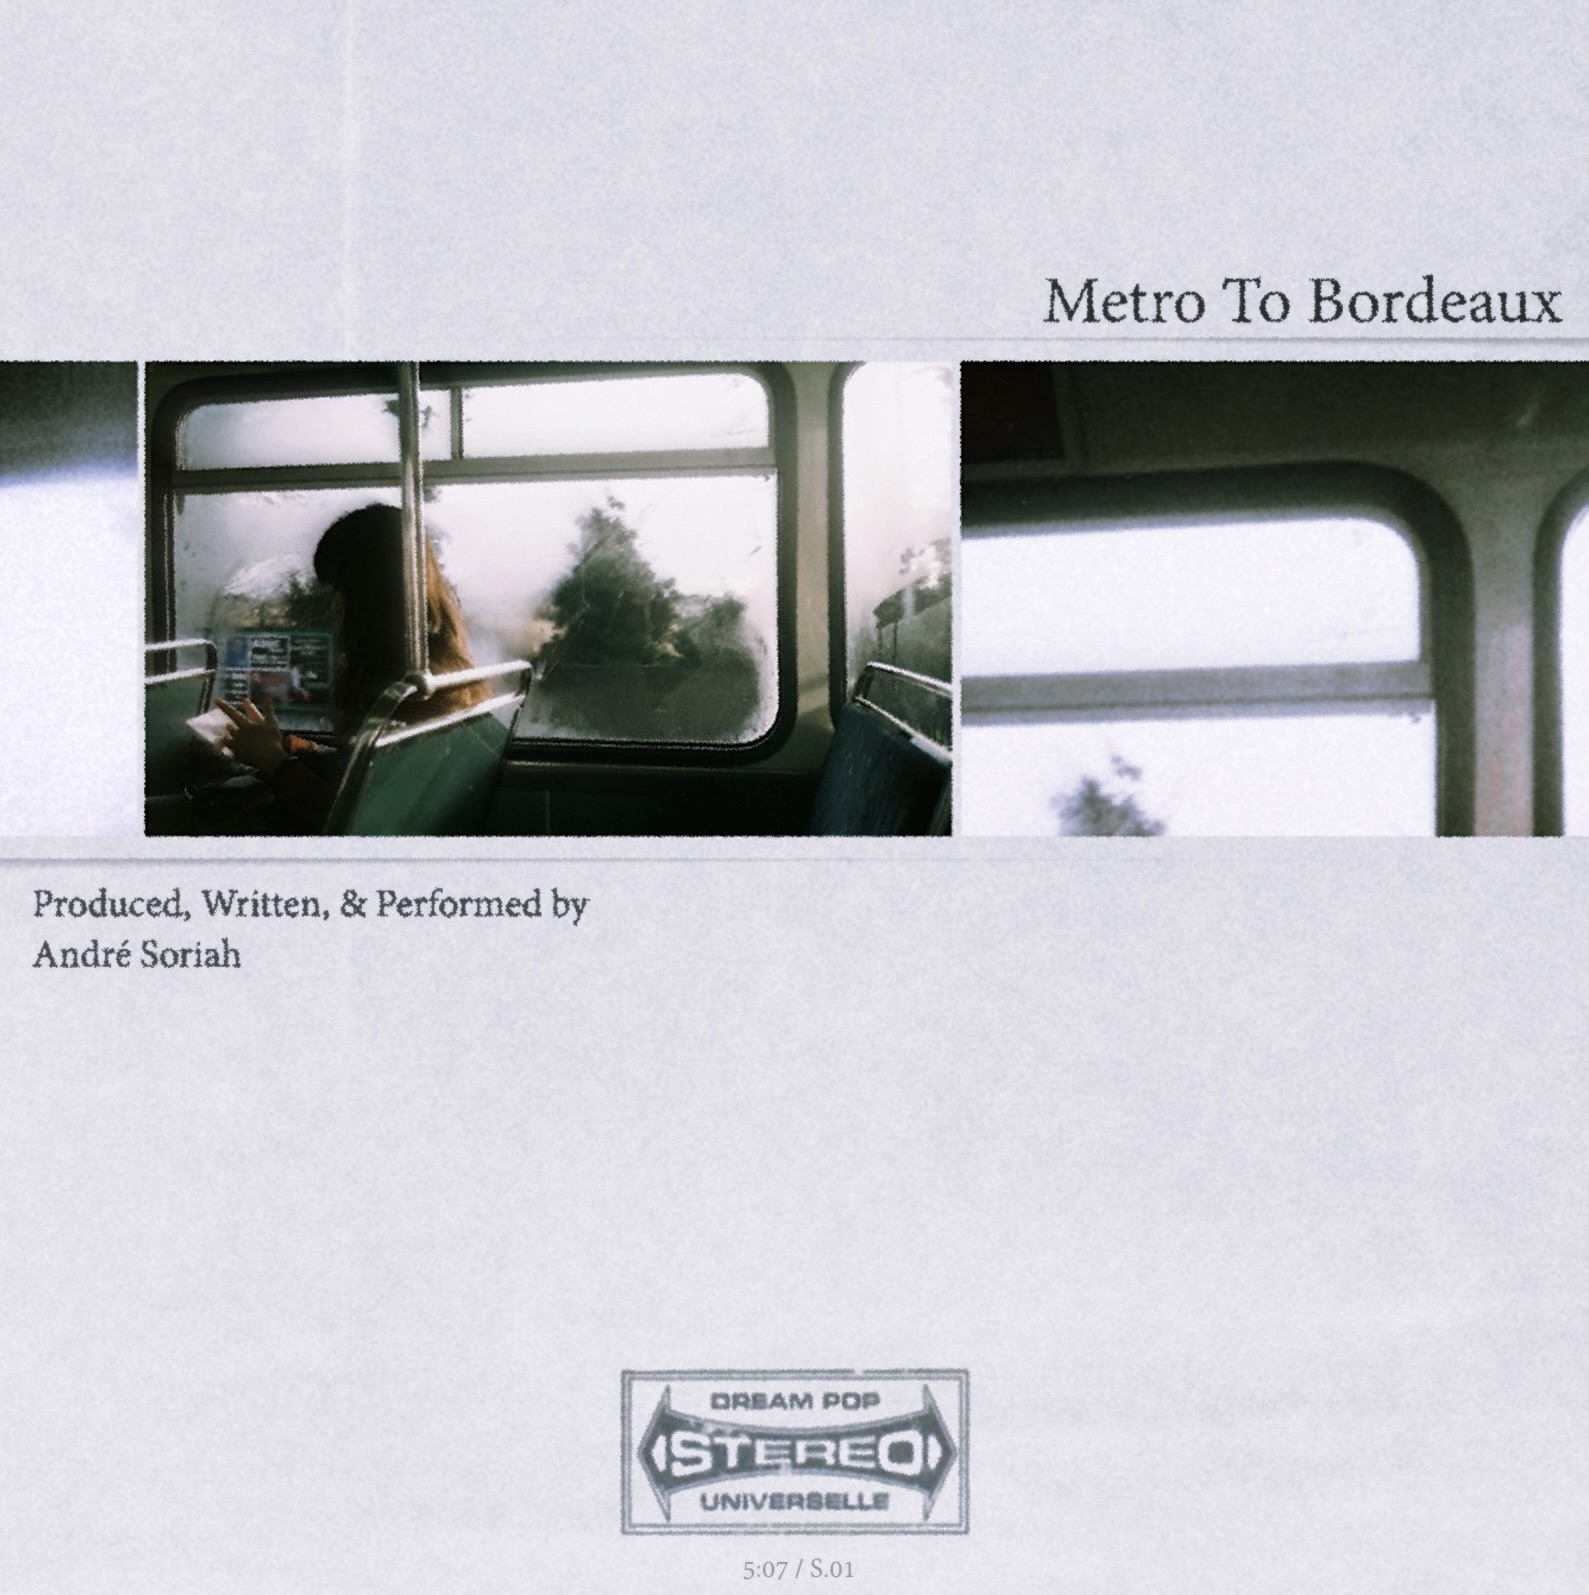 Metro To Bordeaux
Produced, Written, & Performed by
André Soriah
DREAM POP
STEREO
UNIVERSELLE
5:07 / S.01